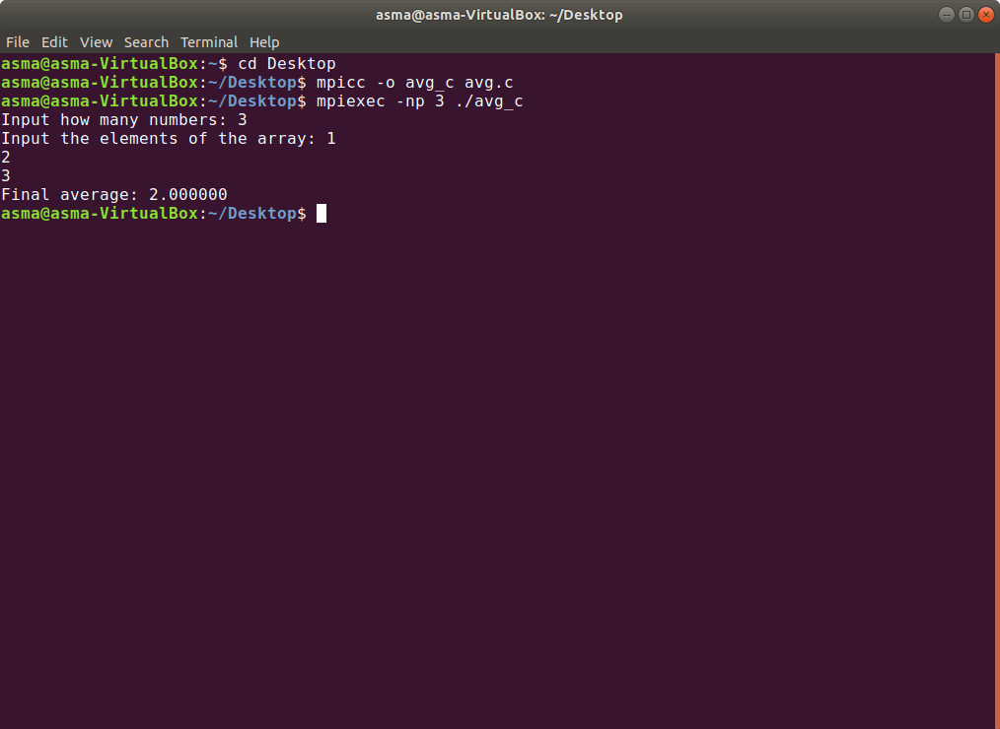 asma@asma-VirtualBox: ~/Desktop
File Edit View Search Terminal Help
asma@asma-VirtualBox:~$ cd Desktop
asma@asma-VirtualBox:~/Desktop$ mpicc -o avg_c avg.c
asma@asma-VirtualBox:~/Desktop$ mpiexec -np 3 ./avg_c
Input how many numbers: 3
Input the elements of the array: 1
2
3
Final average: 2.000000
asma@asma-VirtualBox:~/Desktop$